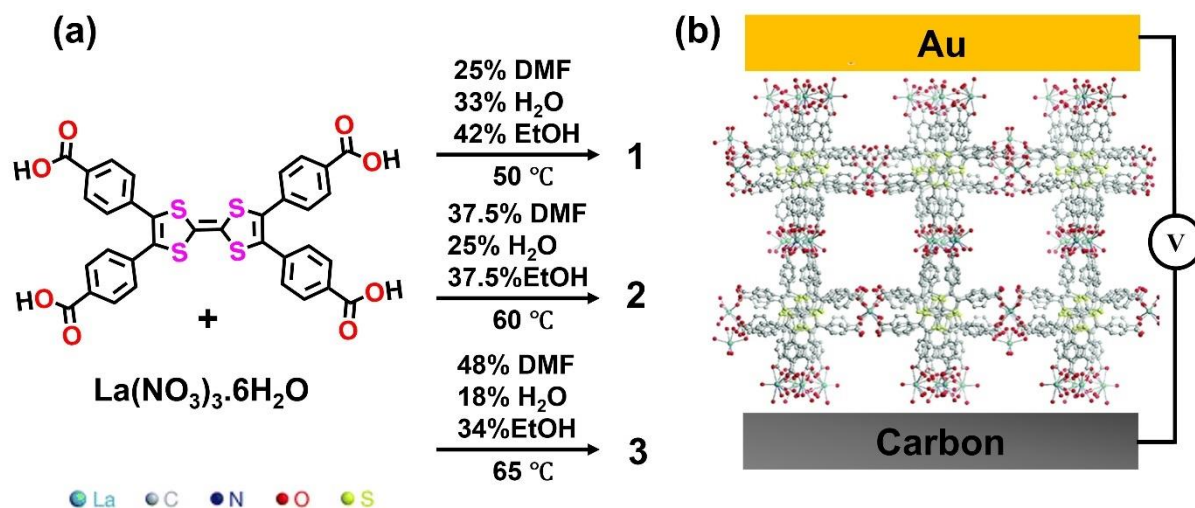 (a)
O
HO
O
OH
S
S
S
S
HO
O
OH
O
+
La(NO₃)₃.6H₂O
25% DMF
33% H₂O
42% EtOH
50 ℃
1
37.5% DMF
25% H₂O
37.5%EtOH
60 ℃
2
48% DMF
18% H₂O
34%EtOH
65 ℃
3
La C N O S
(b)
Au
V
Carbon